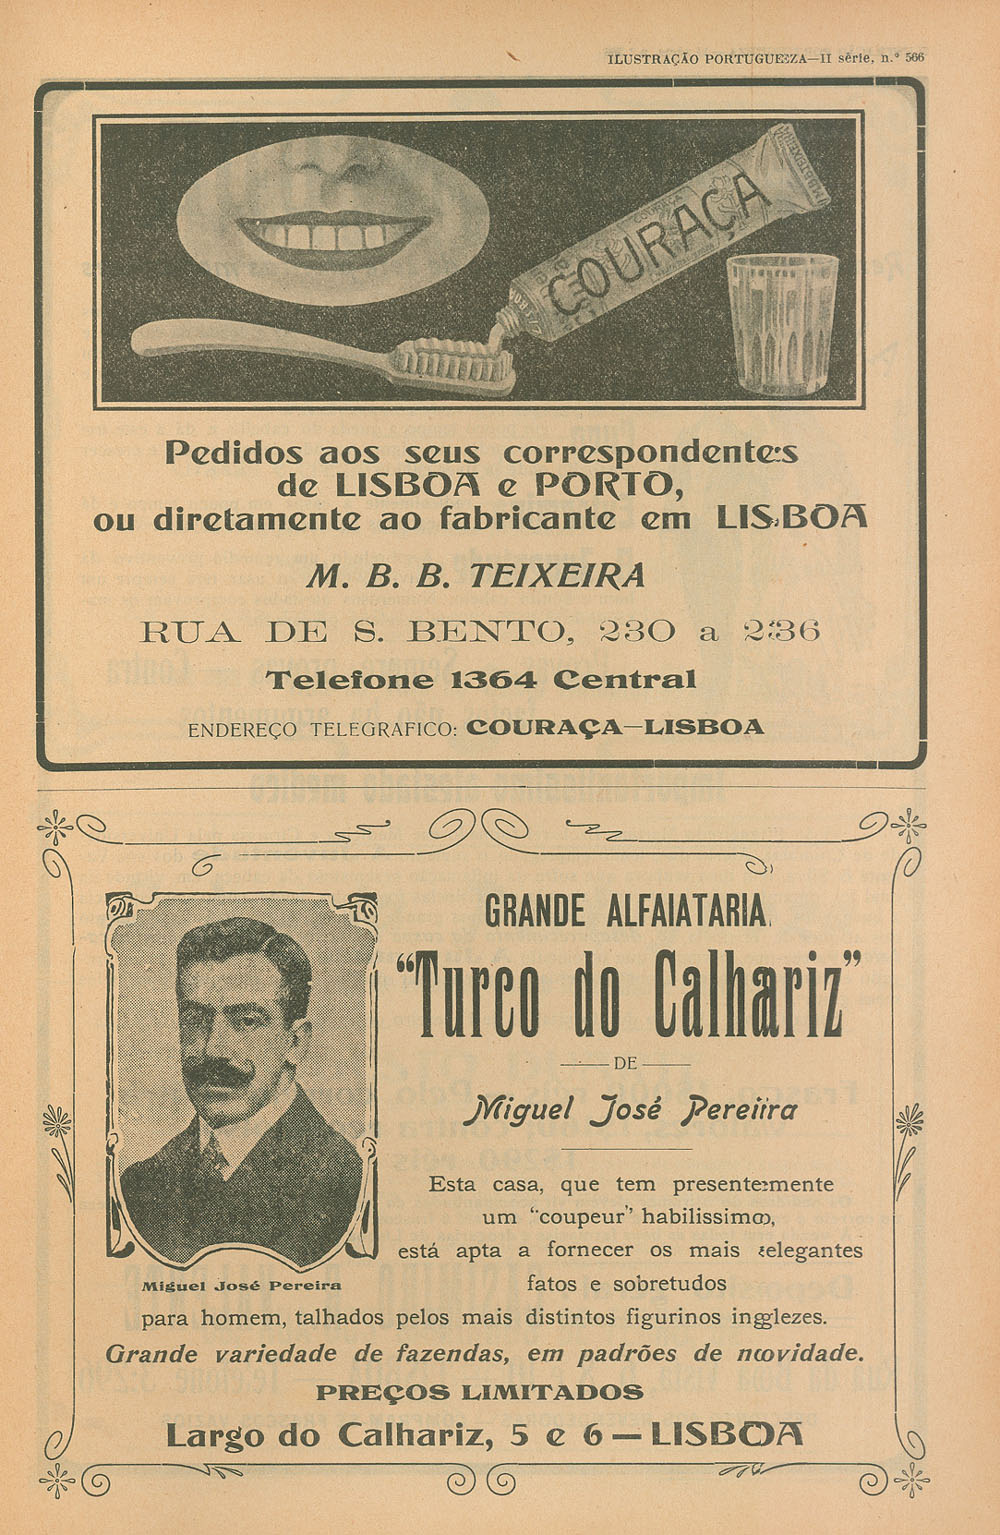 ILUSTRAÇÃO PORTUGUEZA—II série, n.º 566
COURAÇA
COURAÇA
Pedidos aos seus correspondentes
de LISBOA e PORTO,
ou diretamente ao fabricante em LISBOA
M. B. B. TEIXEIRA
RUA DE S. BENTO, 230 a 236
Telefone 1364 Central
ENDEREÇO TELEGRAFICO: COURAÇA—LISBOA
GRANDE ALFAIATARIA
“Turco do Calhariz”
DE
Miguel José Pereira
Esta casa, que tem presentemente
um “coupeur” habilissimo,
está apta a fornecer os mais elegantes
Miguel José Pereira
fatos e sobretudos
para homem, talhados pelos mais distintos figurinos inglezes.
Grande variedade de fazendas, em padrões de novidade.
PREÇOS LIMITADOS
Largo do Calhariz, 5 e 6 — LISBOA